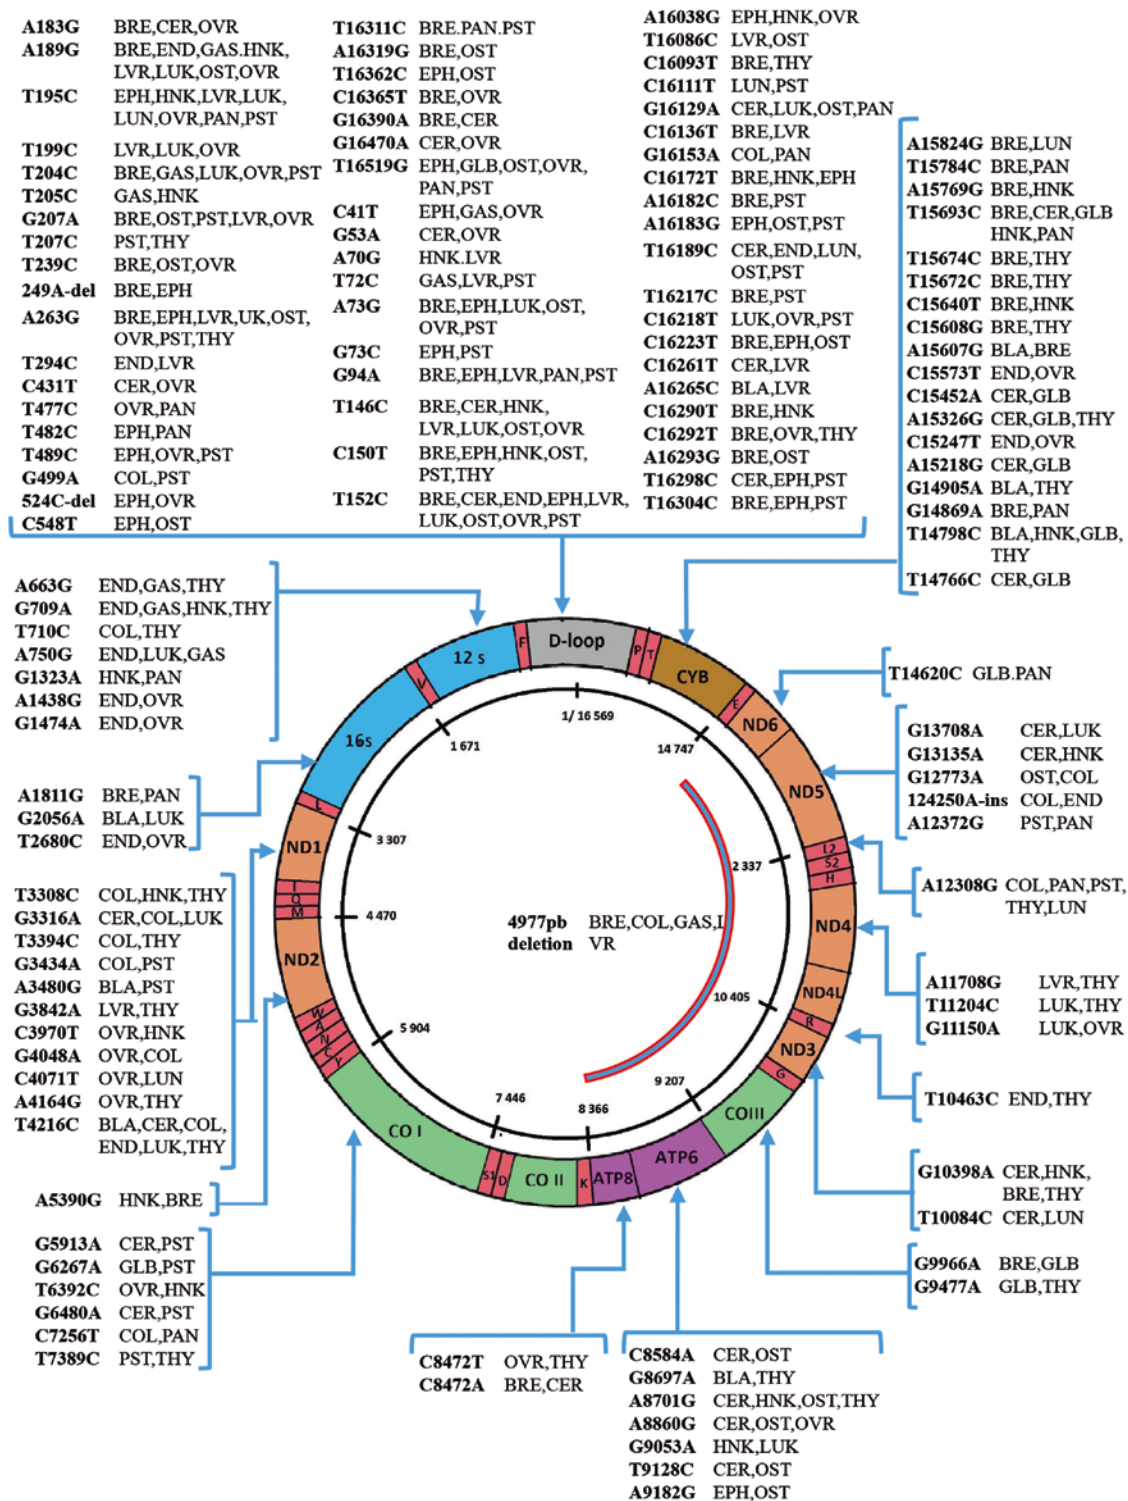 A183G BRE,CER,OVR
A189G BRE,END,GAS.HNK,
LVR,LUK,OST,OVR
T195C EPH,HNK,LVR,LUK,
LUN,OVR,PAN,PST
T199C LVR,LUK,OVR
T204C BRE,GAS,LUK,OVR,PST
T205C GAS,HNK
G207A BRE,OST,PST,LVR,OVR
T207C PST,THY
T239C BRE,OST,OVR
249A-del BRE,EPH
A263G BRE,EPH,LVR,UK,OST,
OVR,PST,THY
T294C END,LVR
C431T CER,OVR
T477C OVR,PAN
T482C EPH,PAN
T489C EPH,OVR,PST
G499A COL,PST
524C-del EPH,OVR
C548T EPH,OST
T16311C BRE.PAN.PST
A16319G BRE,OST
T16362C EPH,OST
C16365T BRE,OVR
G16390A BRE,CER
G16470A CER,OVR
T16519G EPH,GLB,OST,OVR,
PAN,PST
C41T EPH,GAS,OVR
G53A CER,OVR
A70G HNK.LVR
T72C GAS,LVR,PST
A73G BRE,EPH,LUK,OST,
OVR,PST
G73C EPH,PST
G94A BRE,EPH,LVR,PAN,PST
T146C BRE,CER,HNK,
LVR,LUK,OST,OVR
C150T BRE,EPH,HNK,OST,
PST,THY
T152C BRE,CER,END,EPH,LVR,
LUK,OST,OVR,PST
A16038G EPH,HNK,OVR
T16086C LVR,OST
C16093T BRE,THY
C16111T LUN,PST
G16129A CER,LUK,OST,PAN
C16136T BRE,LVR
G16153A COL,PAN
C16172T BRE,HNK,EPH
A16182C BRE,PST
A16183G EPH,OST,PST
T16189C CER,END,LUN,
OST,PST
T16217C BRE,PST
C16218T LUK,OVR,PST
C16223T BRE,EPH,OST
C16261T CER,LVR
A16265C BLA,LVR
C16290T BRE,HNK
C16292T BRE,OVR,THY
A16293G BRE,OST
T16298C CER,EPH,PST
T16304C BRE,EPH,PST
A15824G BRE,LUN
T15784C BRE,PAN
A15769G BRE,HNK
T15693C BRE,CER,GLB
HNK,PAN
T15674C BRE,THY
T15672C BRE,THY
C15640T BRE,HNK
C15608G BRE,THY
A15607G BLA,BRE
C15573T END,OVR
C15452A CER,GLB
A15326G CER,GLB,THY
C15247T END,OVR
A15218G CER,GLB
G14905A BLA,THY
G14869A BRE,PAN
T14798C BLA,HNK,GLB,
THY
T14766C CER,GLB
A663G END,GAS,THY
G709A END,GAS,HNK,THY
T710C COL,THY
A750G END,LUK,GAS
G1323A HNK,PAN
A1438G END,OVR
G1474A END,OVR
A1811G BRE,PAN
G2056A BLA,LUK
T2680C END,OVR
T3308C COL,HNK,THY
G3316A CER,COL,LUK
T3394C COL,THY
G3434A COL,PST
A3480G BLA,PST
G3842A LVR,THY
C3970T OVR,HNK
G4048A OVR,COL
C4071T OVR,LUN
A4164G OVR,THY
T4216C BLA,CER,COL,
END,LUK,THY
A5390G HNK,BRE
G5913A CER,PST
G6267A GLB,PST
T6392C OVR,HNK
G6480A CER,PST
C7256T COL,PAN
T7389C PST,THY
D-loop
P
T
CYB
E
ND6
ND5
L2
S2
H
ND4
ND4L
R
ND3
G
COIII
ATP6
ATP8
K
CO II
D
S1
CO I
Y
C
N
A
W
ND2
M
Q
I
ND1
L
16s
V
12 s
F
1/ 16 569
14 747
2 337
10 405
9 207
8 366
7 446
5 904
4 470
3 307
1 671
4977pb BRE,COL,GAS,L
deletion VR
T14620C GLB.PAN
G13708A CER,LUK
G13135A CER,HNK
G12773A OST,COL
124250A-ins COL,END
A12372G PST,PAN
A12308G COL,PAN,PST,
THY,LUN
A11708G LVR,THY
T11204C LUK,THY
G11150A LUK,OVR
T10463C END,THY
G10398A CER,HNK,
BRE,THY
T10084C CER,LUN
G9966A BRE,GLB
G9477A GLB,THY
C8472T OVR,THY
C8472A BRE,CER
C8584A CER,OST
G8697A BLA,THY
A8701G CER,HNK,OST,THY
A8860G CER,OST,OVR
G9053A HNK,LUK
T9128C CER,OST
A9182G EPH,OST